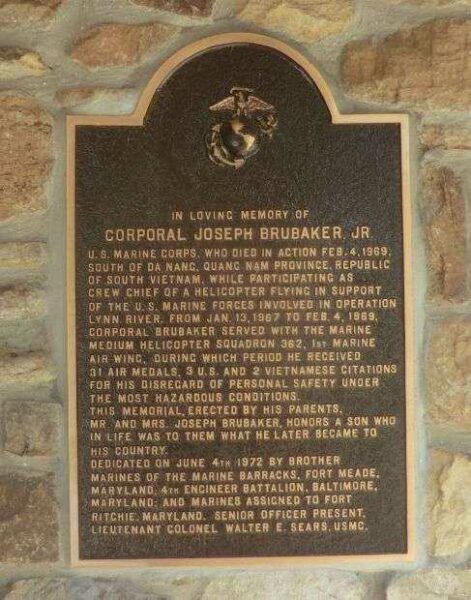 IN LOVING MEMORY OF
CORPORAL JOSEPH BRUBAKER, JR.
U.S. MARINE CORPS, WHO DIED IN ACTION FEB. 4, 1969,
SOUTH OF DA NANG, QUANG NAM PROVINCE, REPUBLIC
OF SOUTH VIETNAM, WHILE PARTICIPATING AS
CREW CHIEF OF A HELICOPTER FLYING IN SUPPORT
OF THE U.S. MARINE FORCES INVOLVED IN OPERATION
LYNN RIVER. FROM JAN. 13, 1967 TO FEB. 4, 1969,
CORPORAL BRUBAKER SERVED WITH THE MARINE
MEDIUM HELICOPTER SQUADRON 362, 1ST MARINE
AIR WING, DURING WHICH PERIOD HE RECEIVED
31 AIR MEDALS, 3 U.S. AND 2 VIETNAMESE CITATIONS
FOR HIS DISREGARD OF PERSONAL SAFETY UNDER
THE MOST HAZARDOUS CONDITIONS.
THIS MEMORIAL, ERECTED BY HIS PARENTS,
MR. AND MRS. JOSEPH BRUBAKER, HONORS A SON WHO
IN LIFE WAS TO THEM WHAT HE LATER BECAME TO
HIS COUNTRY.
DEDICATED ON JUNE 4TH 1972 BY BROTHER
MARINES OF THE MARINE BARRACKS, FORT MEADE,
MARYLAND, 4TH ENGINEER BATTALION, BALTIMORE,
MARYLAND; AND MARINES ASSIGNED TO FORT
RITCHIE, MARYLAND. SENIOR OFFICER PRESENT,
LIEUTENANT COLONEL WALTER E. SEARS, USMC.